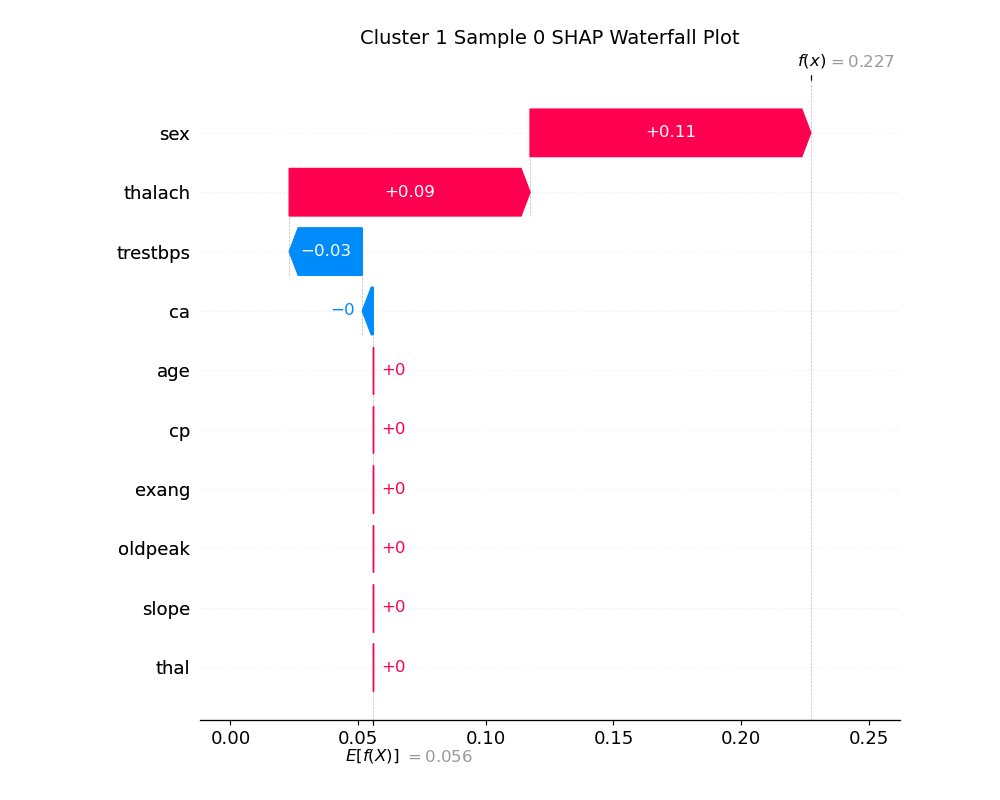 Cluster 1 Sample 0 SHAP Waterfall Plot
f(x) = 0.227
sex +0.11
thalach +0.09
trestbps −0.03
ca −0
age +0
cp +0
exang +0
oldpeak +0
slope +0
thal +0
0.00 0.05 0.10 0.15 0.20 0.25
E[f(X)] = 0.056